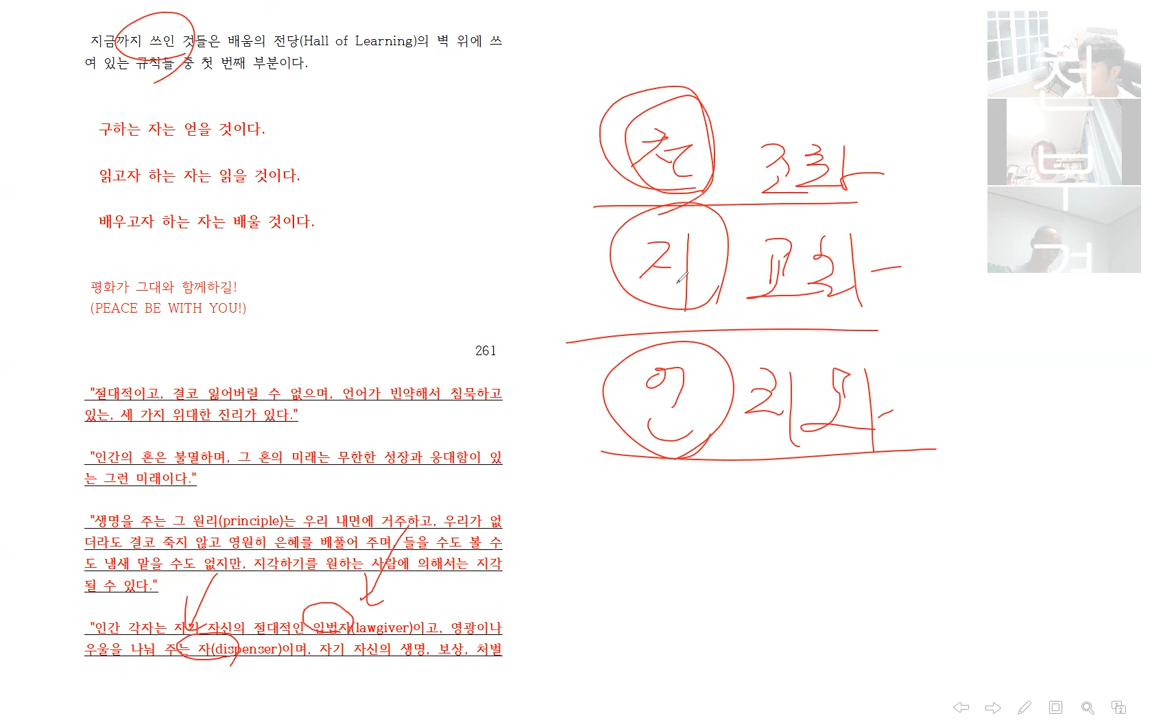 지금까지 쓰인 것들은 배움의 전당(Hall of Learning)의 벽 위에 쓰
여 있는 규칙들 중 첫 번째 부분이다.
구하는 자는 얻을 것이다.
읽고자 하는 자는 읽을 것이다.
배우고자 하는 자는 배울 것이다.
평화가 그대와 함께하길!
(PEACE BE WITH YOU!)
261
"절대적이고, 결코 잃어버릴 수 없으며, 언어가 빈약해서 침묵하고
있는, 세 가지 위대한 진리가 있다."
"인간의 혼은 불멸하며, 그 혼의 미래는 무한한 성장과 웅대함이 있
는 그런 미래이다."
"생명을 주는 그 원리(principle)는 우리 내면에 거주하고, 우리가 없
더라도 결코 죽지 않고 영원히 은혜를 베풀어 주며, 들을 수도 볼 수
도 냄새 맡을 수도 없지만, 지각하기를 원하는 사람에 의해서는 지각
될 수 있다."
"인간 각자는 자기 자신의 절대적인 입법자(lawgiver)이고, 영광이나
우울을 나눠 주는 자(dispenser)이며, 자기 자신의 생명, 보상, 처벌
천 조화
지 교화
인 치화